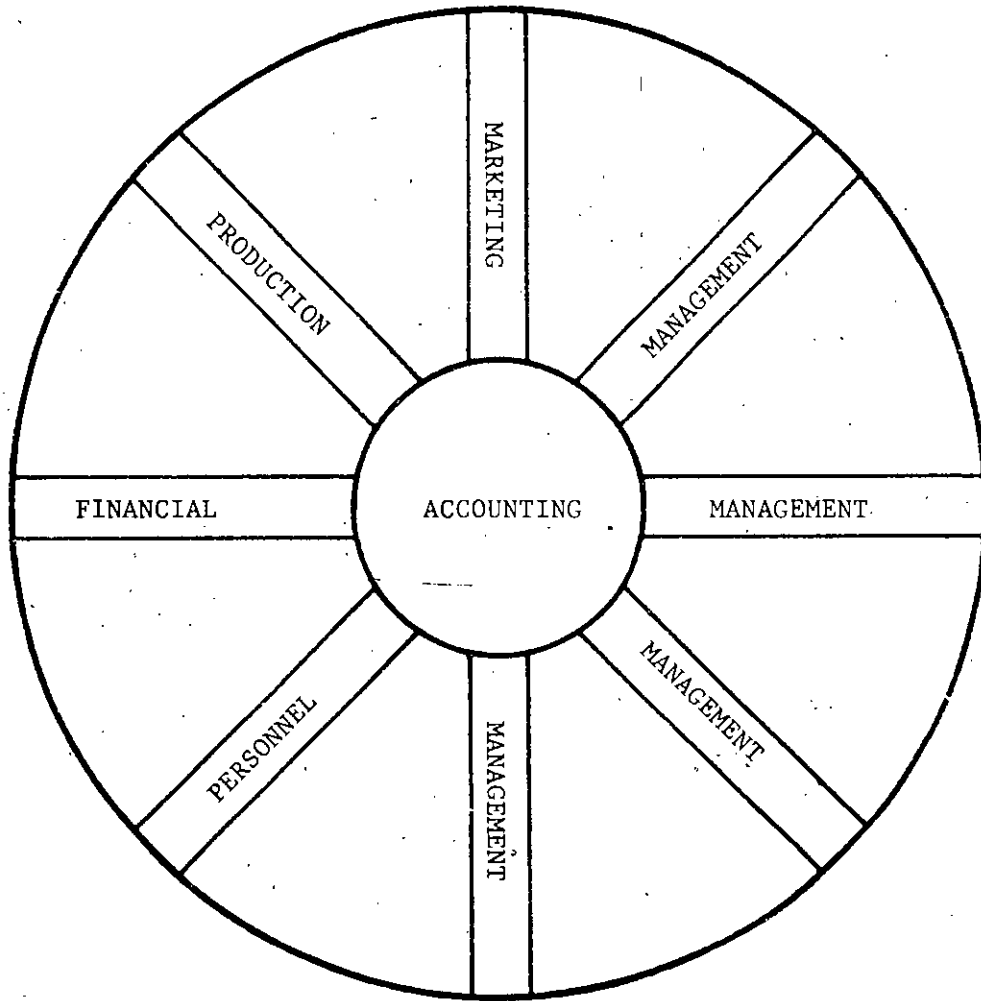 MARKETING
PRODUCTION
MANAGEMENT
FINANCIAL
ACCOUNTING
MANAGEMENT
PERSONNEL
MANAGEMENT
MANAGEMENT